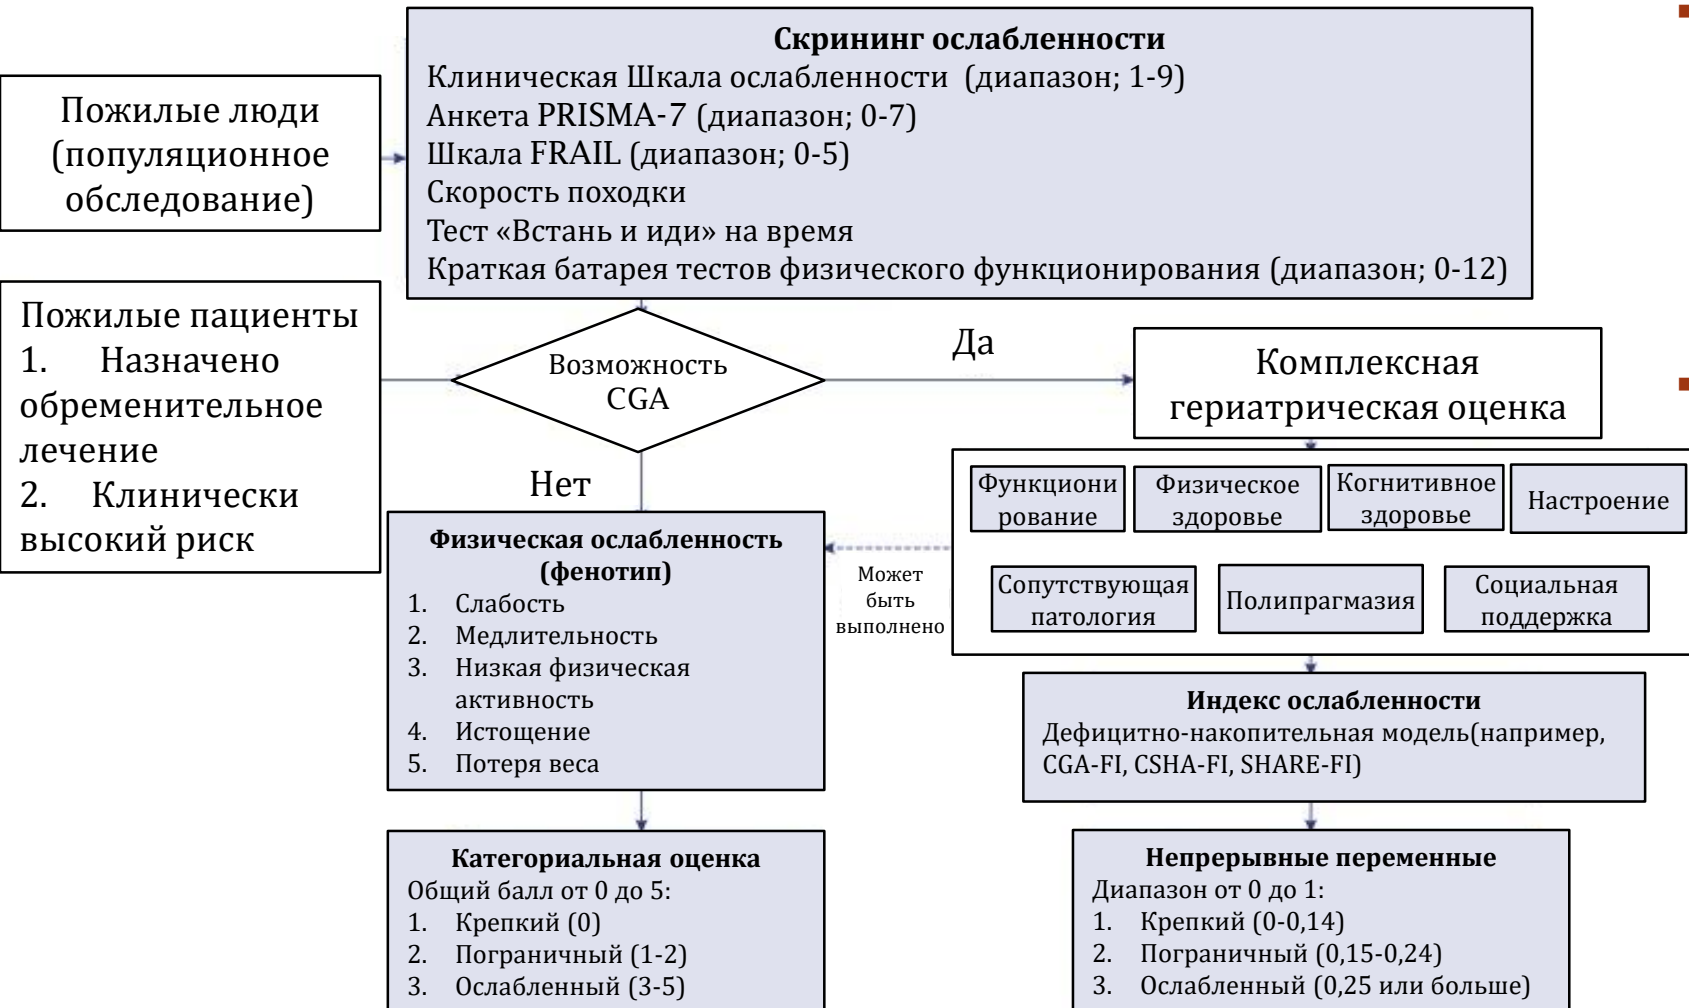 Скрининг ослабленности
Клиническая Шкала ослабленности (диапазон; 1-9)
Анкета PRISMA-7 (диапазон; 0-7)
Шкала FRAIL (диапазон; 0-5)
Скорость походки
Тест «Встань и иди» на время
Краткая батарея тестов физического функционирования (диапазон; 0-12)
Пожилые люди
(популяционное
обследование)
Пожилые пациенты
1. Назначено
обременительное
лечение
2. Клинически
высокий риск
Возможность
CGA
Да
Нет
Комплексная
гериатрическая оценка
Функциони
рование
Физическое
здоровье
Когнитивное
здоровье
Настроение
Сопутствующая
патология
Полипрагмазия
Социальная
поддержка
Может
быть
выполнено
Физическая ослабленность
(фенотип)
1. Слабость
2. Медлительность
3. Низкая физическая
активность
4. Истощение
5. Потеря веса
Индекс ослабленности
Дефицитно-накопительная модель(например,
CGA-FI, CSHA-FI, SHARE-FI)
Категориальная оценка
Общий балл от 0 до 5:
1. Крепкий (0)
2. Пограничный (1-2)
3. Ослабленный (3-5)
Непрерывные переменные
Диапазон от 0 до 1:
1. Крепкий (0-0,14)
2. Пограничный (0,15-0,24)
3. Ослабленный (0,25 или больше)